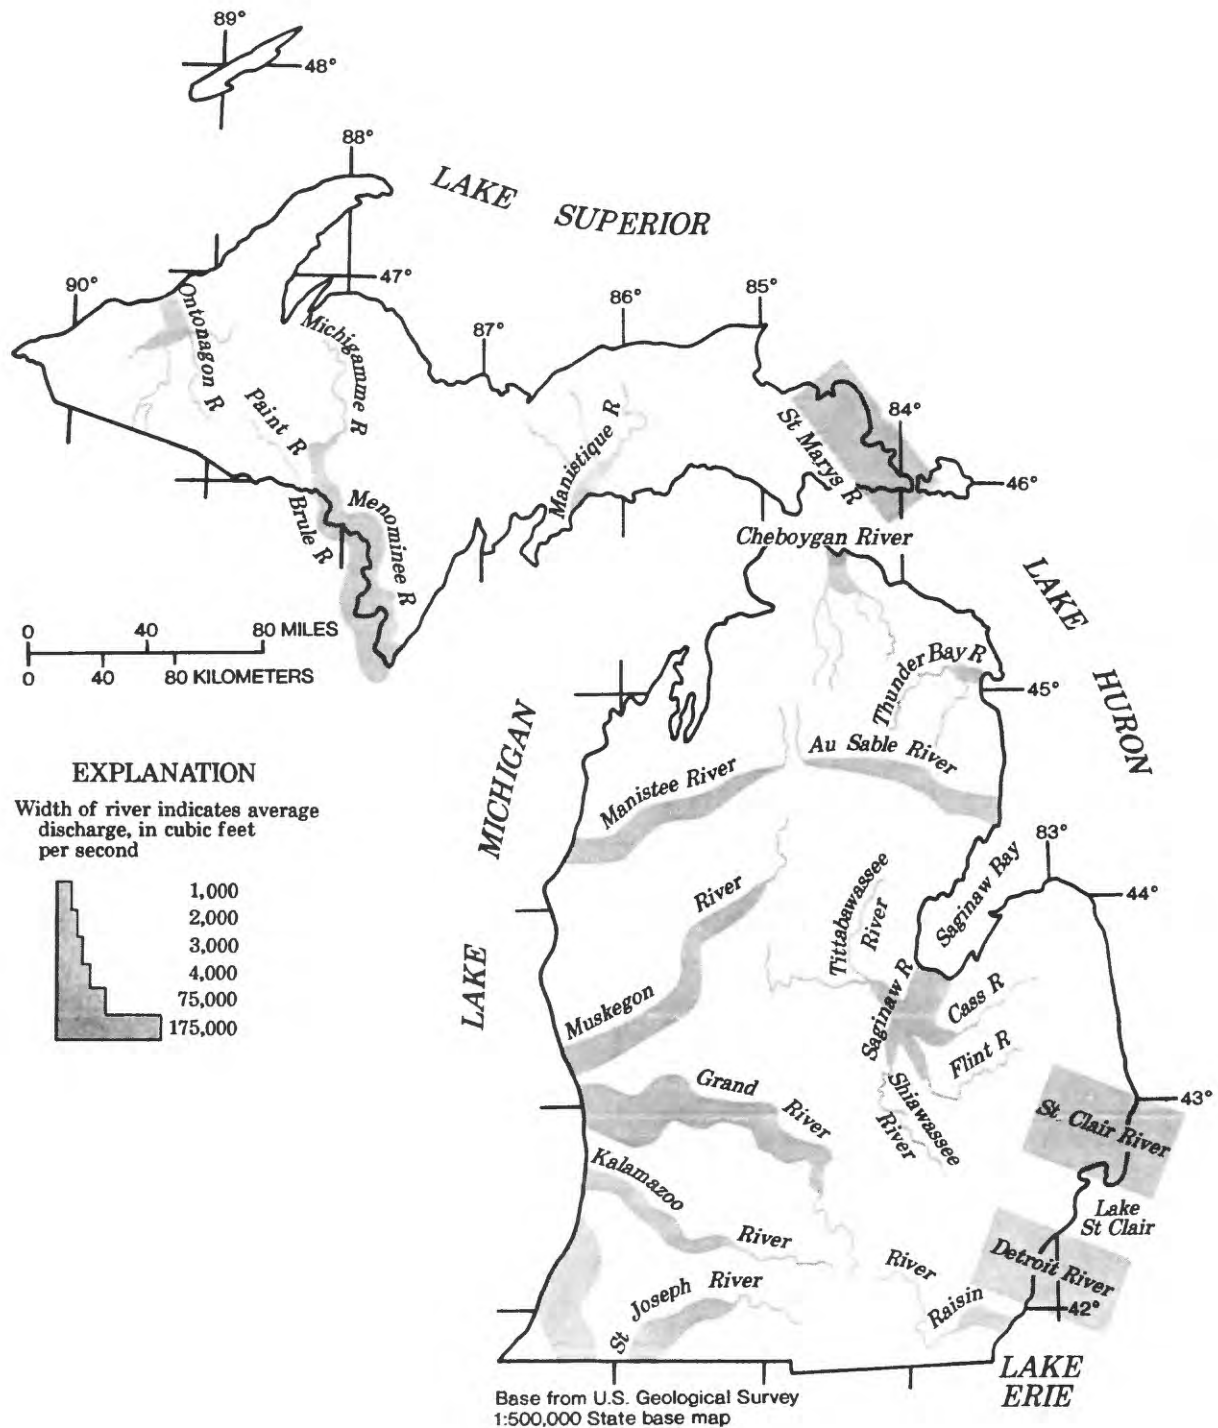 89°
48°
88°
LAKE SUPERIOR
47°
90°
86°
85°
87°
Ontonagon R
Michigamme R
Paint R
Manistique R
St Marys R
84°
46°
Brule R
Menominee R
Cheboygan River
LAKE HURON
0 40 80 MILES
0 40 80 KILOMETERS
Thunder Bay R
45°
Au Sable River
Manistee River
LAKE MICHIGAN
EXPLANATION
Width of river indicates average
discharge, in cubic feet
per second
1,000
2,000
3,000
4,000
75,000
175,000
83°
44°
Saginaw Bay
Tittabawassee
River
Muskegon River
Saginaw R
Cass R
Flint R
Shiawassee
River
Grand River
43°
St. Clair River
Kalamazoo River
Lake
St Clair
Detroit River
River Raisin
St Joseph River
42°
LAKE
ERIE
Base from U.S. Geological Survey
1:500,000 State base map